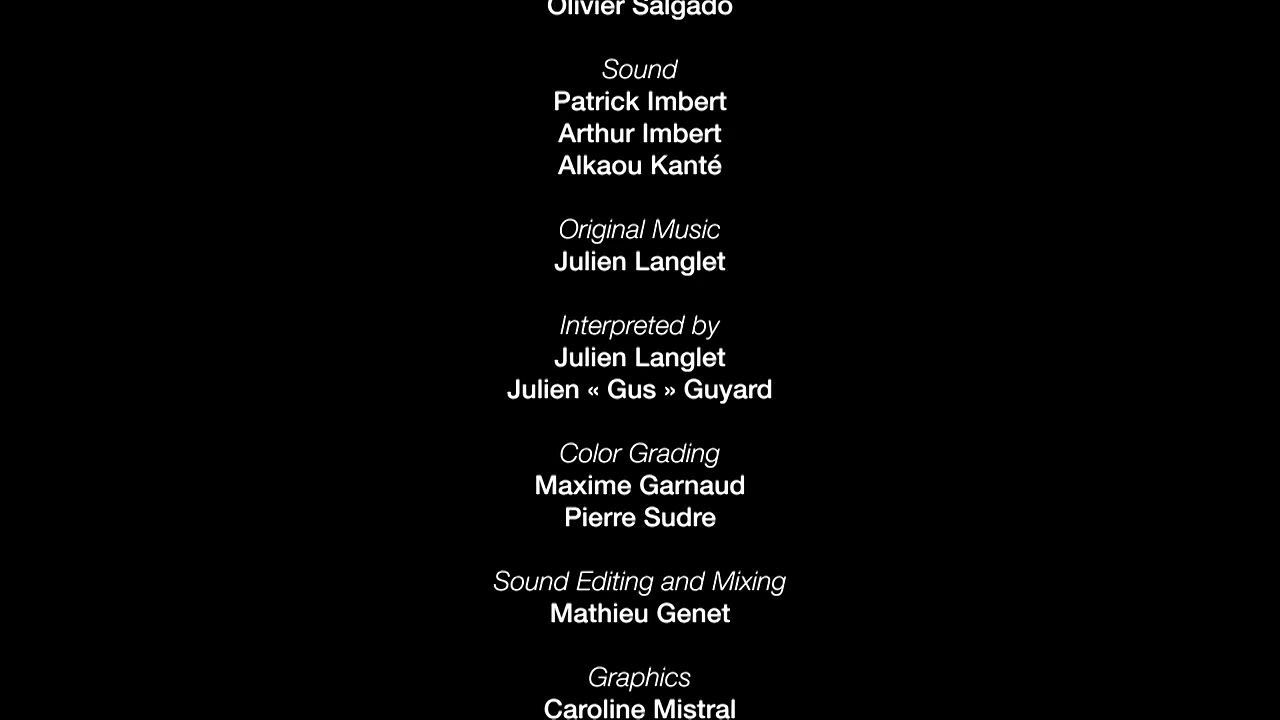 Olivier Salgado
Sound
Patrick Imbert
Arthur Imbert
Alkaou Kanté
Original Music
Julien Langlet
Interpreted by
Julien Langlet
Julien « Gus » Guyard
Color Grading
Maxime Garnaud
Pierre Sudre
Sound Editing and Mixing
Mathieu Genet
Graphics
Caroline Mistral